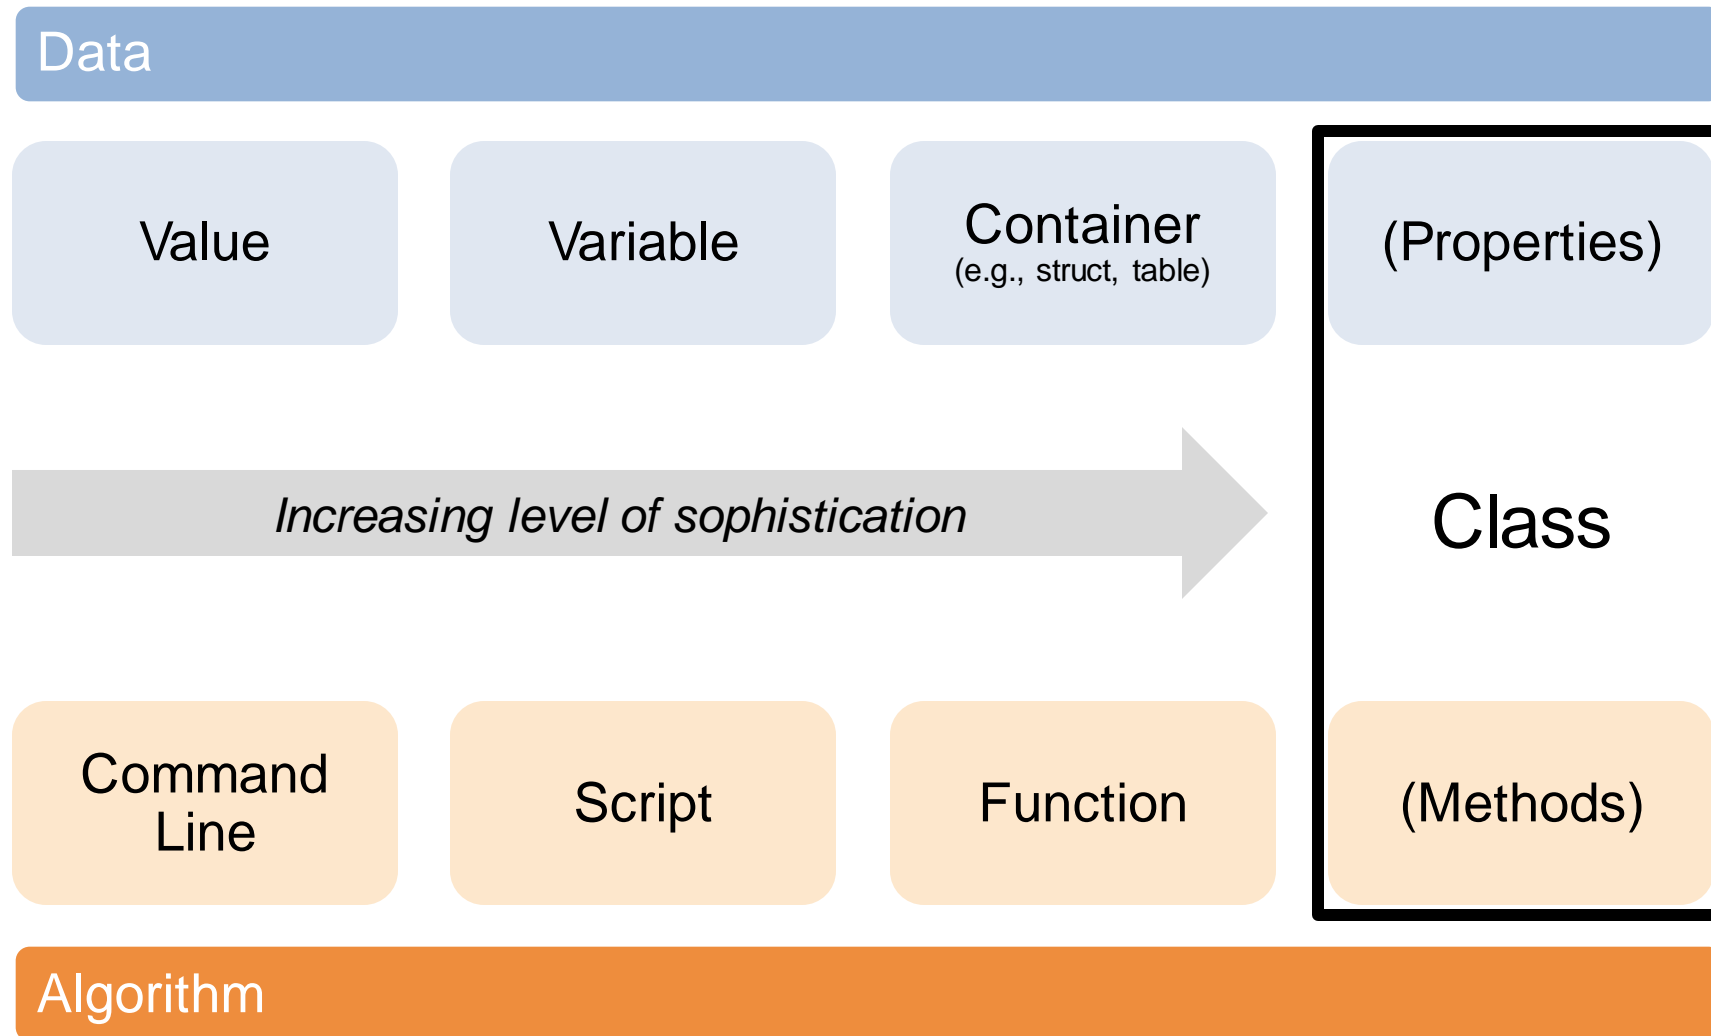 Data
Value
Variable
Container
(e.g., struct, table)
(Properties)
Increasing level of sophistication
Class
Command
Line
Script
Function
(Methods)
Algorithm